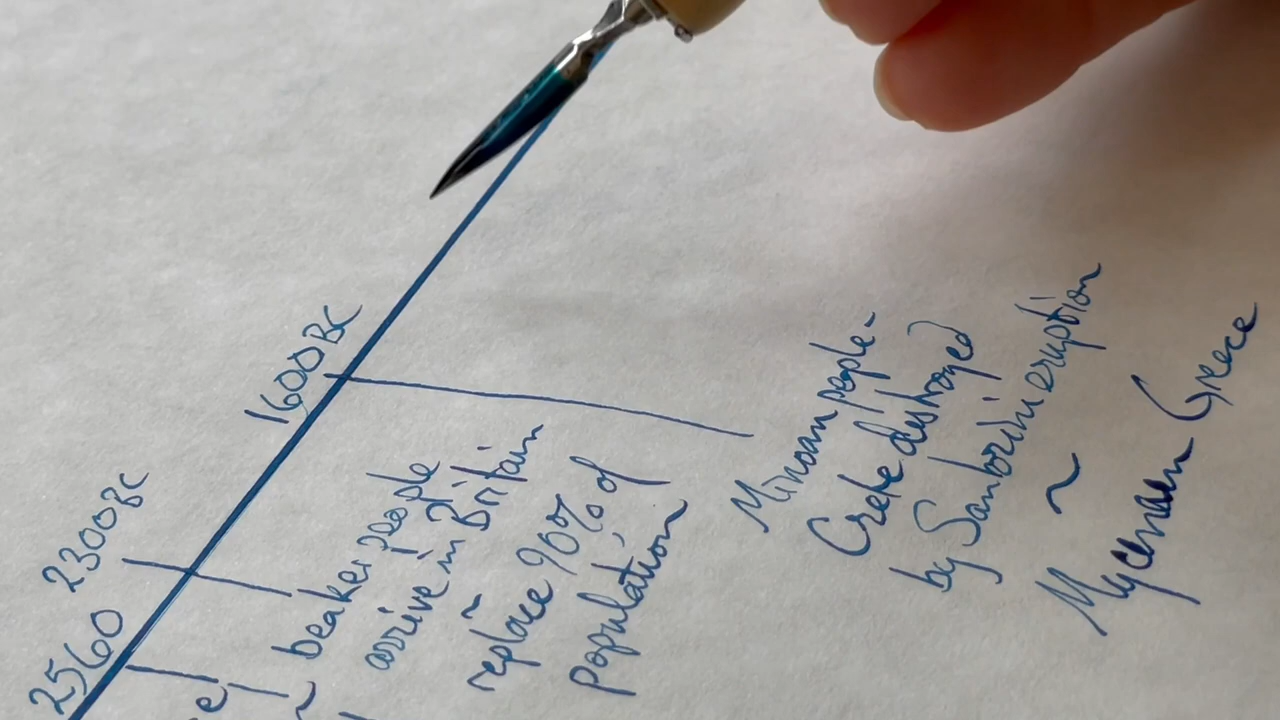 1600BC
Minoan people -
Crete destroyed
by Santorini eruption
~
Mycenaen Greece
2300BC
beaker people
arrive in Britain
~
replace 90% of
population
2560